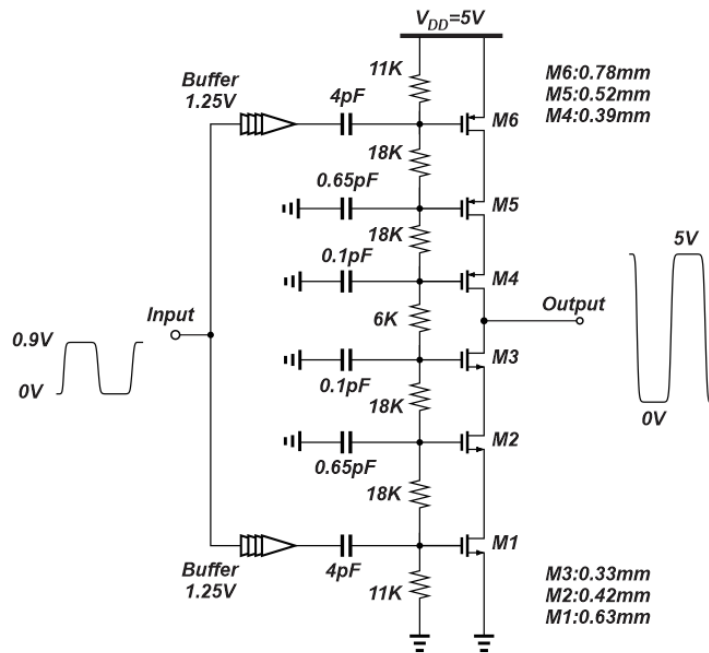 V_DD=5V
11K
Buffer
1.25V
4pF
M6
M6:0.78mm
M5:0.52mm
M4:0.39mm
18K
0.65pF
M5
18K
0.1pF
M4
5V
Input
6K
Output
0.9V
0V
0.1pF
M3
18K
0V
M2
0.65pF
18K
M1
Buffer
1.25V
4pF
11K
M3:0.33mm
M2:0.42mm
M1:0.63mm